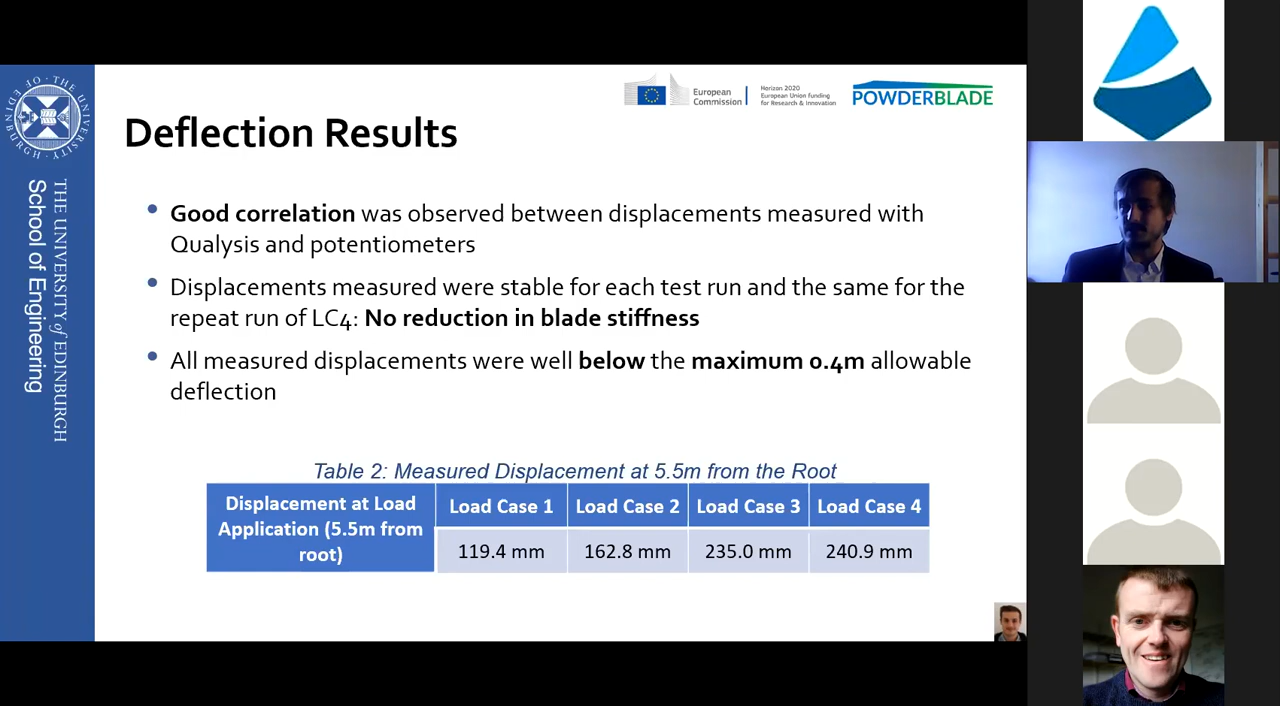 THE UNIVERSITY of EDINBURGH
School of Engineering
THE UNIVERSITY OF EDINBURGH
European
Commission
Horizon 2020
European Union funding
for Research & Innovation
POWDERBLADE
Deflection Results
• Good correlation was observed between displacements measured with
Qualysis and potentiometers
• Displacements measured were stable for each test run and the same for the
repeat run of LC4: No reduction in blade stiffness
• All measured displacements were well below the maximum 0.4m allowable
deflection
Table 2: Measured Displacement at 5.5m from the Root
Displacement at Load
Application (5.5m from
root)
Load Case 1 Load Case 2 Load Case 3 Load Case 4
119.4 mm 162.8 mm 235.0 mm 240.9 mm